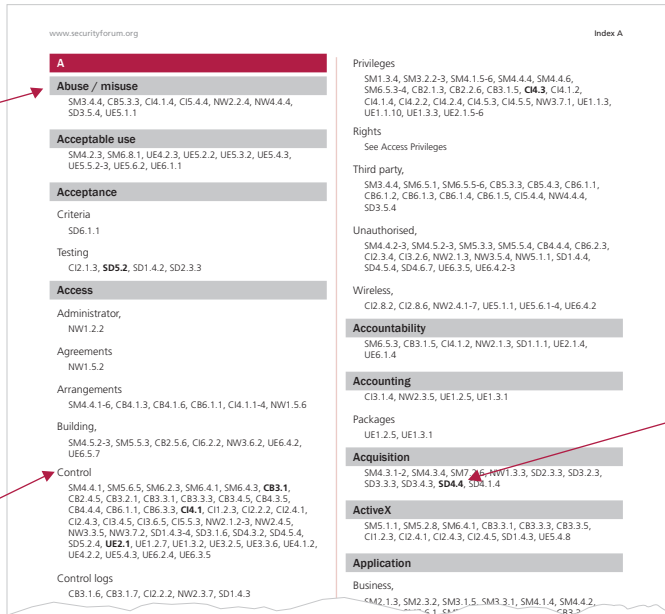 www.securityforum.org
Index A
A
Abuse / misuse
SM3.4.4, CB5.3.3, CI4.1.4, CI5.4.4, NW2.2.4, NW4.4.4,
SD3.5.4, UE5.1.1
Acceptable use
SM4.2.3, SM6.8.1, UE4.2.3, UE5.2.2, UE5.3.2, UE5.4.3,
UE5.5.2-3, UE5.6.2, UE6.1.1
Acceptance
Criteria
SD6.1.1
Testing
CI2.1.3, SD5.2, SD1.4.2, SD2.3.3
Access
Administrator,
NW1.2.2
Agreements
NW1.5.2
Arrangements
SM4.4.1-6, CB4.1.3, CB4.1.6, CB6.1.1, CI4.1.1-4, NW1.5.6
Building,
SM4.5.2-3, SM5.5.3, CB2.5.6, CI6.2.2, NW3.6.2, UE6.4.2,
UE6.5.7
Control
SM4.4.1, SM5.6.5, SM6.2.3, SM6.4.1, SM6.4.3, CB3.1,
CB2.4.5, CB3.2.1, CB3.3.1, CB3.3.3, CB3.4.5, CB4.3.5,
CB4.4.4, CB6.1.1, CB6.3.3, CI4.1, CI1.2.3, CI2.2.2, CI2.4.1,
CI2.4.3, CI3.4.5, CI3.6.5, CI5.5.3, NW2.1.2-3, NW2.4.5,
NW3.3.5, NW3.7.2, SD1.4.3-4, SD3.1.6, SD4.3.2, SD4.5.4,
SD5.2.4, UE2.1, UE1.2.7, UE1.3.2, UE3.2.5, UE3.3.6, UE4.1.2,
UE4.2.2, UE5.4.3, UE6.2.4, UE6.3.5
Control logs
CB3.1.6, CB3.1.7, CI2.2.2, NW2.3.7, SD1.4.3
Privileges
SM1.3.4, SM3.2.2-3, SM4.1.5-6, SM4.4.4, SM4.4.6,
SM6.5.3-4, CB2.1.3, CB2.2.6, CB3.1.5, CI4.3, CI4.1.2,
CI4.1.4, CI4.2.2, CI4.2.4, CI4.5.3, CI4.5.5, NW3.7.1, UE1.1.3,
UE1.1.10, UE1.3.3, UE2.1.5-6
Rights
See Access Privileges
Third party,
SM3.4.4, SM6.5.1, SM6.5.5-6, CB5.3.3, CB5.4.3, CB6.1.1,
CB6.1.2, CB6.1.3, CB6.1.4, CB6.1.5, CI5.4.4, NW4.4.4,
SD3.5.4
Unauthorised,
SM4.4.2-3, SM4.5.2-3, SM5.3.3, SM5.5.4, CB4.4.4, CB6.2.3,
CI2.3.4, CI3.2.6, NW2.1.3, NW3.5.4, NW5.1.1, SD1.4.4,
SD4.5.4, SD4.6.7, UE6.3.5, UE6.4.2-3
Wireless,
CI2.8.2, CI2.8.6, NW2.4.1-7, UE5.1.1, UE5.6.1-4, UE6.4.2
Accountability
SM6.5.3, CB3.1.5, CI4.1.2, NW2.1.3, SD1.1.1, UE2.1.4,
UE6.1.4
Accounting
CI3.1.4, NW2.3.5, UE1.2.5, UE1.3.1
Packages
UE1.2.5, UE1.3.1
Acquisition
SM4.3.1-2, SM4.3.4, NW1.3.3, SD2.3.3, SD3.2.3,
SD3.3.3, SD3.4.3, SD4.4, SD4.1.4
ActiveX
SM5.1.1, SM5.2.8, SM6.4.1, CB3.3.1, CB3.3.3, CB3.3.5,
CI1.2.3, CI2.4.1, CI2.4.3, CI2.4.5, SD1.4.3, UE5.4.8
Application
Business,
SM2.1.3, SM2.3.2, SM3.1.5, SM3.3.1, SM4.1.4, SM4.4.2,